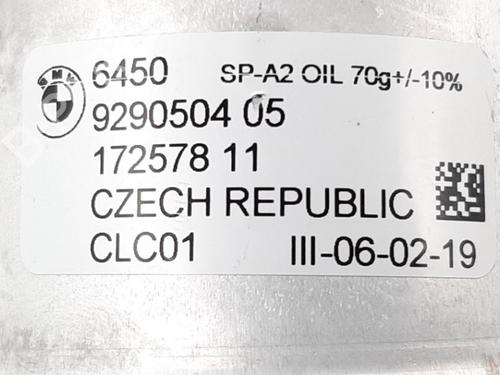 BMW
6450 SP-A2 OIL 70g+/-10%
9290504 05
172578 11
CZECH REPUBLIC
CLC01 III-06-02-19